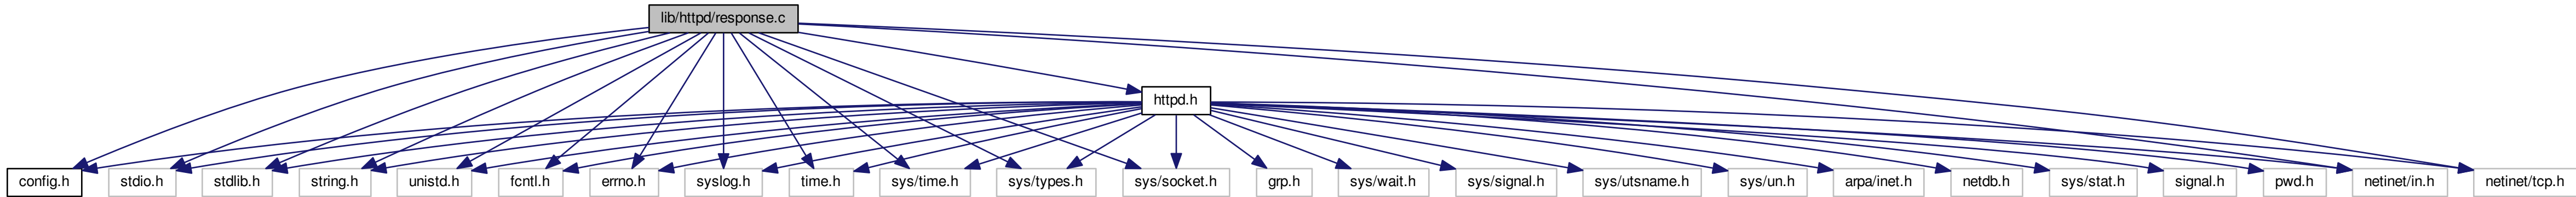 lib/httpd/response.c
httpd.h
config.h
stdio.h
stdlib.h
string.h
unistd.h
fcntl.h
errno.h
syslog.h
time.h
sys/time.h
sys/types.h
sys/socket.h
grp.h
sys/wait.h
sys/signal.h
sys/utsname.h
sys/un.h
arpa/inet.h
netdb.h
sys/stat.h
signal.h
pwd.h
netinet/in.h
netinet/tcp.h